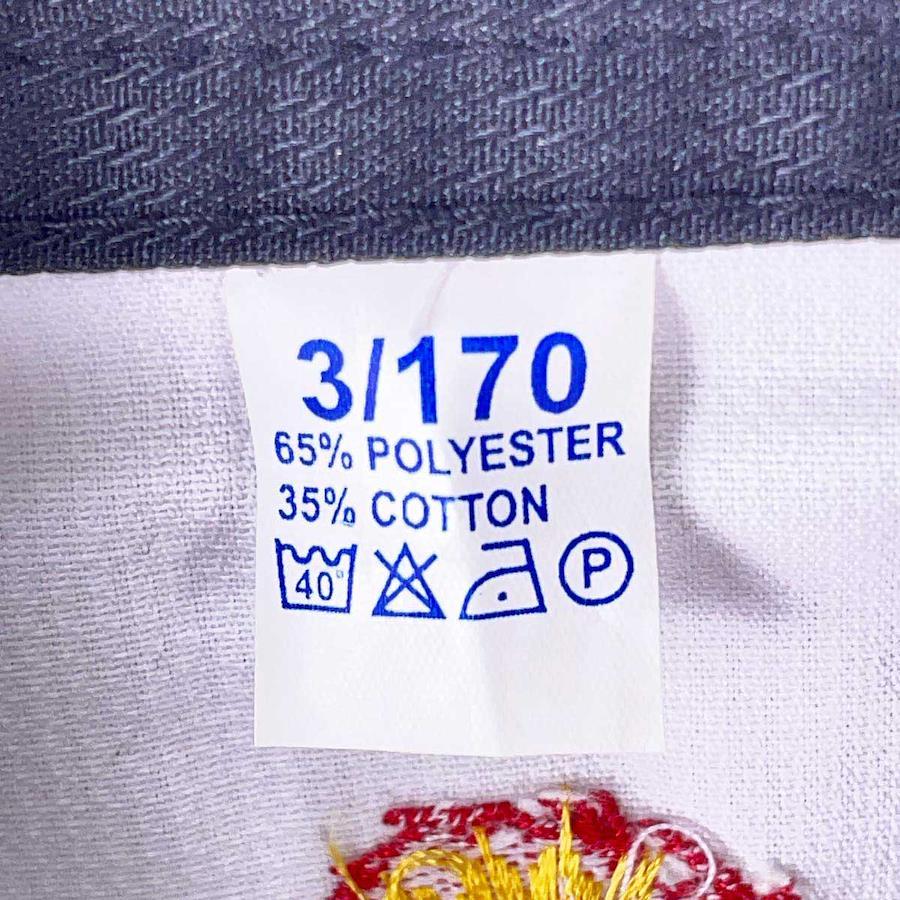 3/170
65% POLYESTER
35% COTTON
40° P